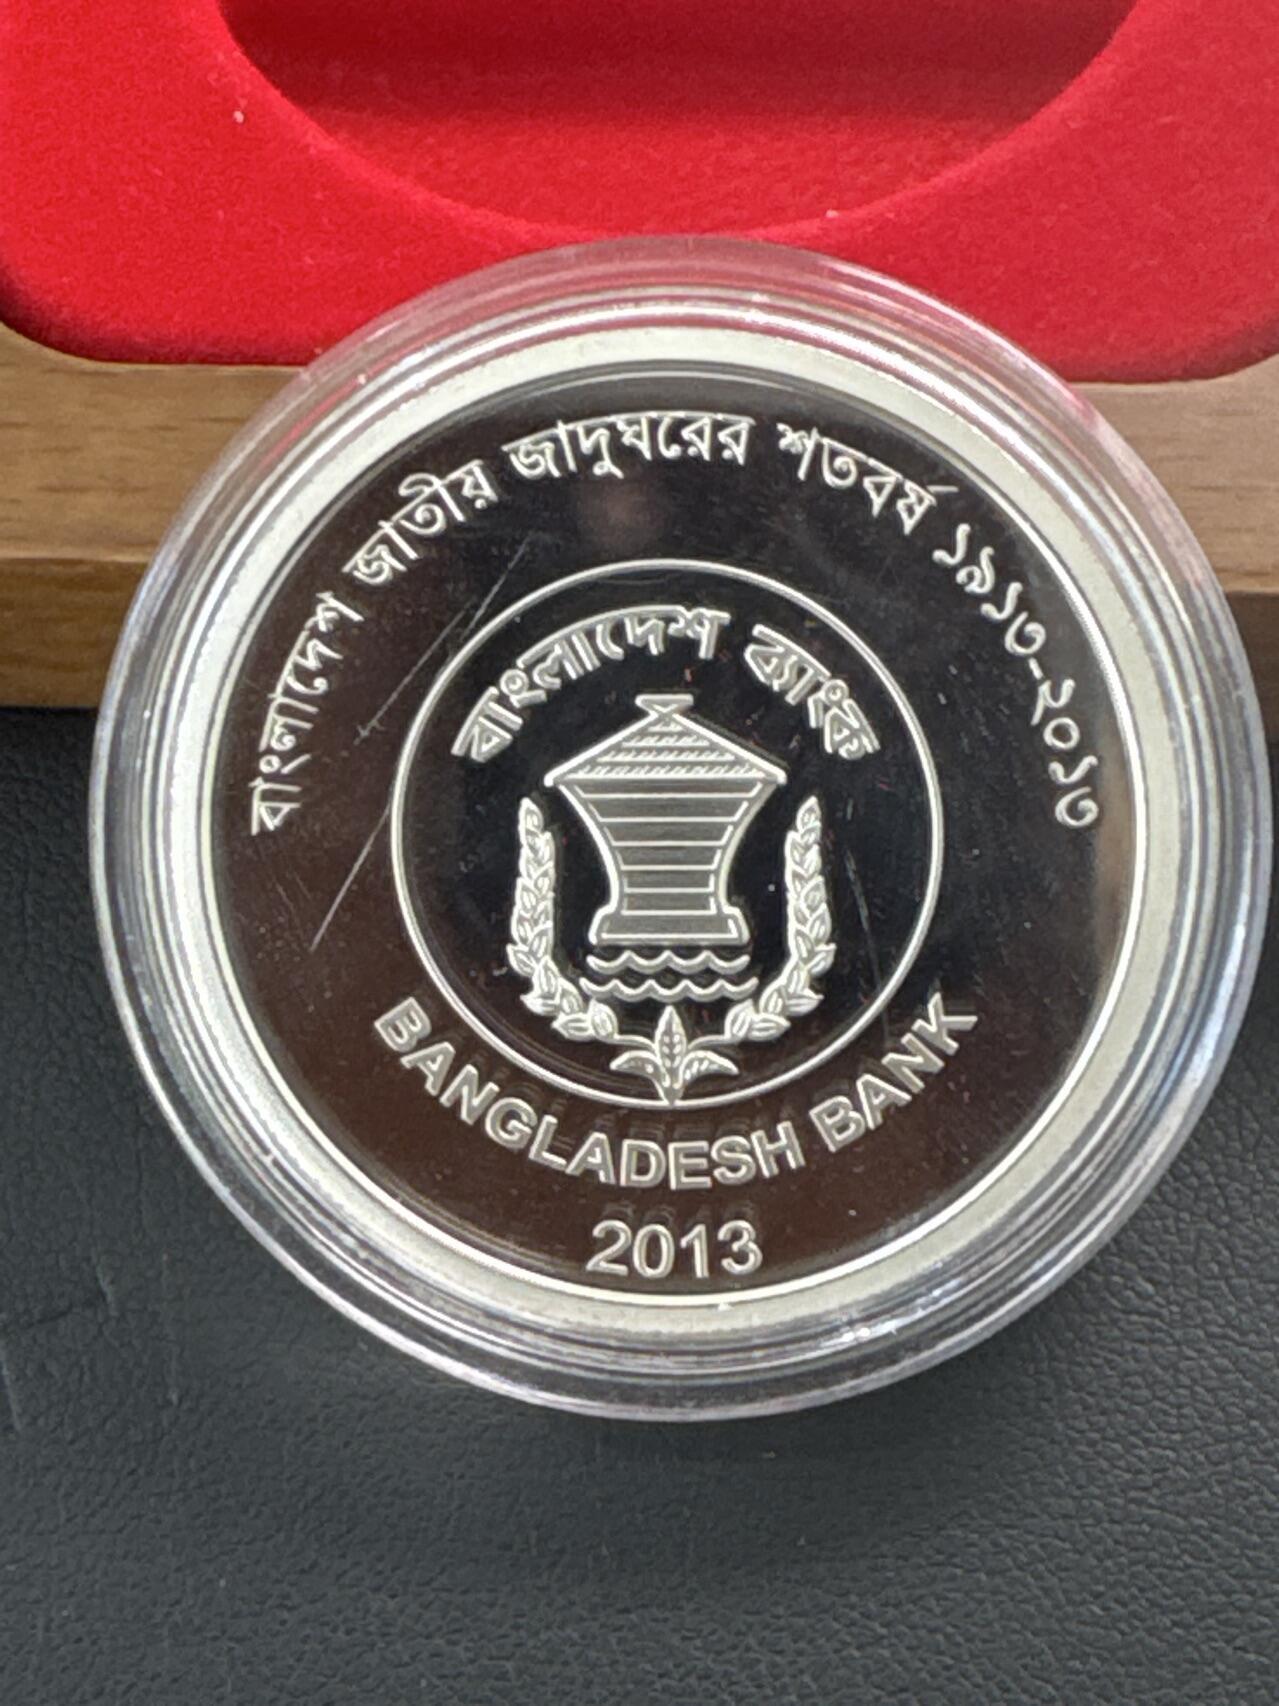 বাংলাদেশ জাতীয় জাদুঘরের শতবর্ষ ১৯১৩-২০১৩
বাংলাদেশ ব্যাংক
BANGLADESH BANK
2013